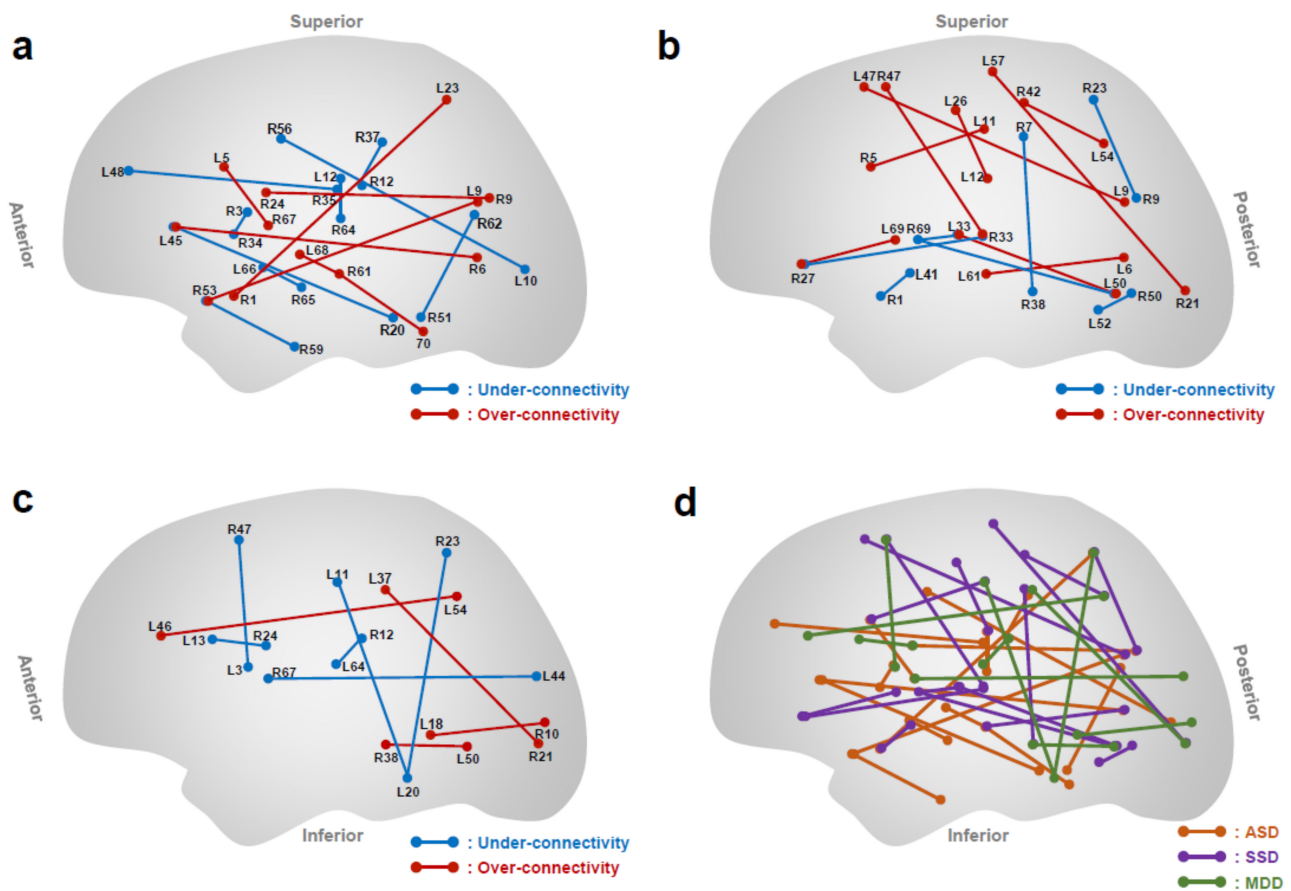 Superior
Superior
a
b
L57
L47R47
R42
R23
L23
L26
R56
R37
L11
R7
L5
L54
L48
L12
R12
R5
L12
R24
R35
L9
R9
L9
R9
R3
R67
R62
R34
R64
L45
L69
R69
L33
R33
L68
R6
Anterior
Posterior
L66
R61
L10
R27
L41
L61
L6
R53
R1
R65
R1
R38
L50
R50
R21
R20
R51
L52
70
R59
: Under-connectivity
: Under-connectivity
: Over-connectivity
: Over-connectivity
c
d
R47
R23
L11
L37
L54
L46
L13
R24
R12
L3
R67
L64
L44
Anterior
Posterior
L18
R10
R38
L50
R21
L20
Inferior
Inferior
: Under-connectivity
: ASD
: Over-connectivity
: SSD
: MDD